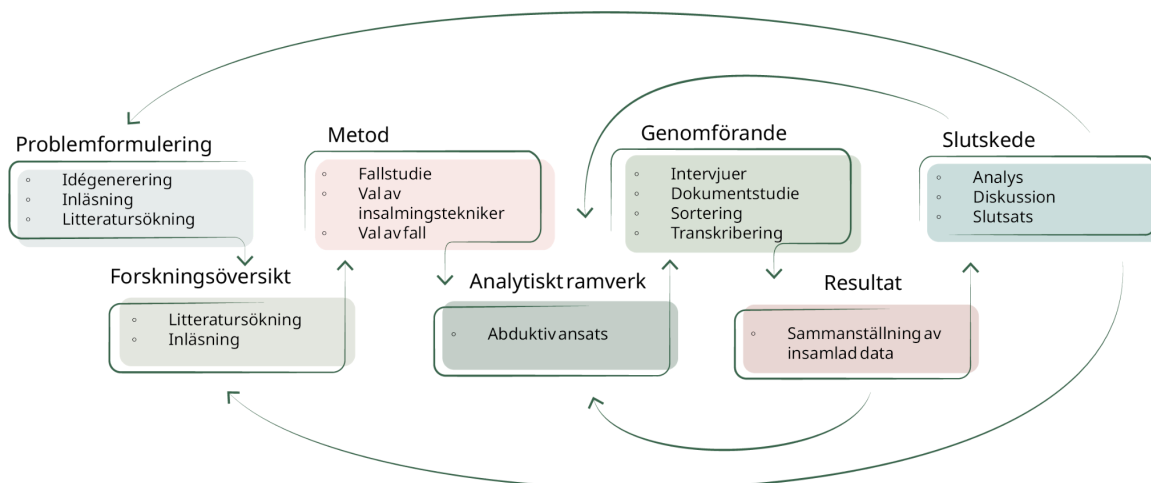 Problemformulering
Idégenerering
Inläsning
Litteratursökning
Forskningsöversikt
Litteratursökning
Inläsning
Metod
Fallstudie
Val av
insalmingstekniker
Val av fall
Analytiskt ramverk
Abduktiv ansats
Genomförande
Intervjuer
Dokumentstudie
Sortering
Transkribering
Resultat
Sammanställning av
insamlad data
Slutskede
Analys
Diskussion
Slutsats